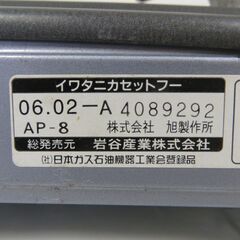 イワタニカセットフー
06.02-A 4089292
AP-8 株式会社 旭製作所
総発売元 岩谷産業株式会社
(社)日本ガス石油機器工業会登録品